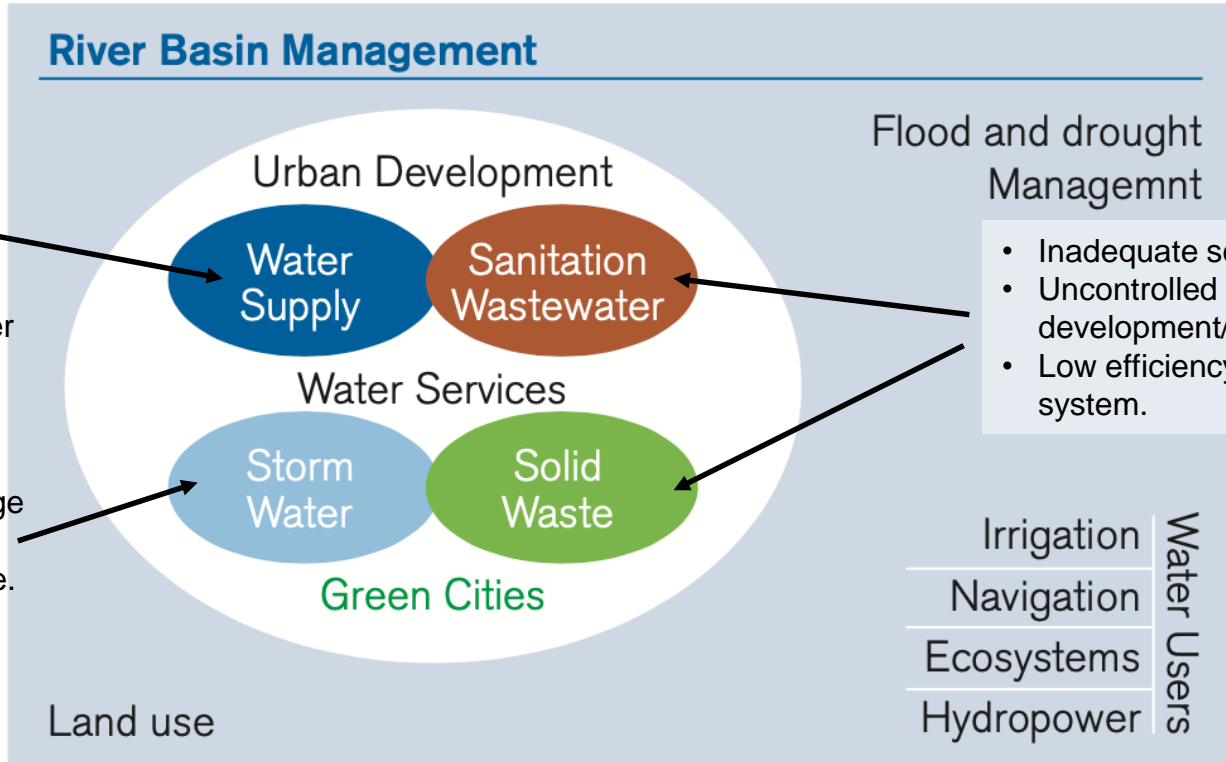 River Basin Management
Flood and drought
Managemnt
Urban Development
Water
Supply
Sanitation
Wastewater
Water Services
Storm
Water
Solid
Waste
Green Cities
• Inadequate
• Uncontrolled
development/
• Low efficiency
system.
Irrigation
Navigation
Ecosystems
Hydropower
Water Users
Land use